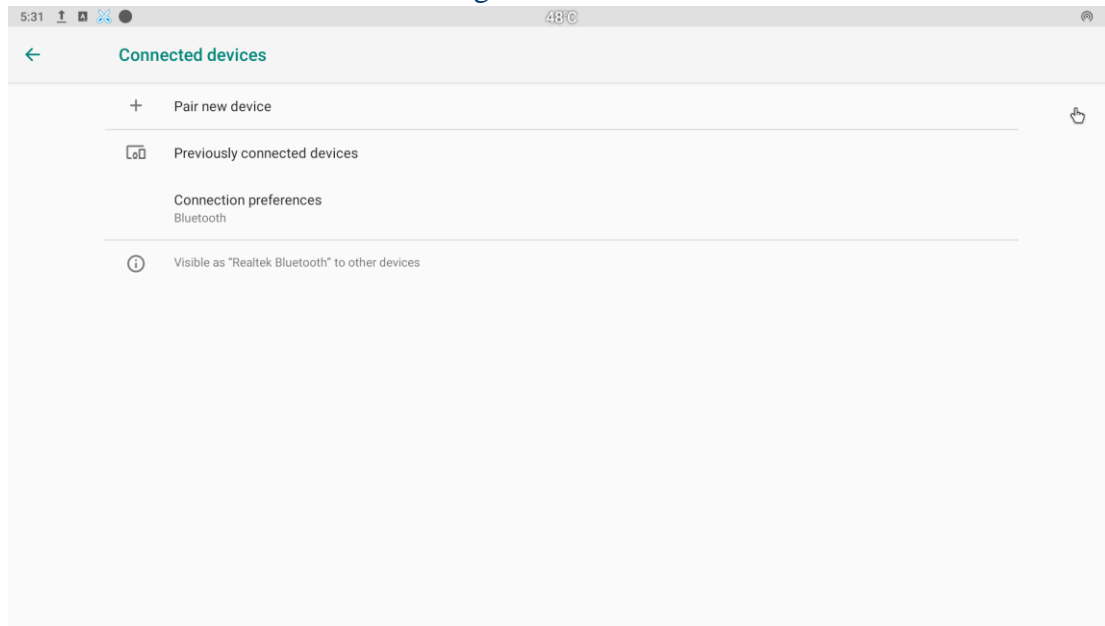 5:31 48°C
Connected devices
Pair new device
Previously connected devices
Connection preferences
Bluetooth
Visible as "Realtek Bluetooth" to other devices